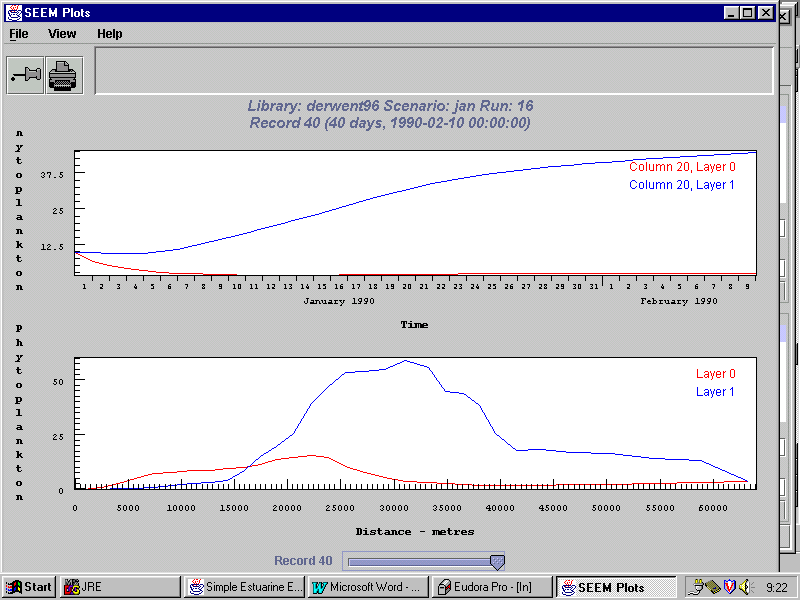 SEEM Plots
File View Help
Library: derwent96 Scenario: jan Run: 16
Record 40 (40 days, 1990-02-10 00:00:00)
hytoplankton
37.5
25
12.5
Column 20, Layer 0
Column 20, Layer 1
1 2 3 4 5 6 7 8 9 10 11 12 13 14 15 16 17 18 19 20 21 22 23 24 25 26 27 28 29 30 31 1 2 3 4 5 6 7 8 9
January 1990 February 1990
Time
phytoplankton
50
25
0
Layer 0
Layer 1
0 5000 10000 15000 20000 25000 30000 35000 40000 45000 50000 55000 60000
Distance - metres
Record 40
Start JRE Simple Estuarine E... Microsoft Word - ... Eudora Pro - [In] SEEM Plots 9:22